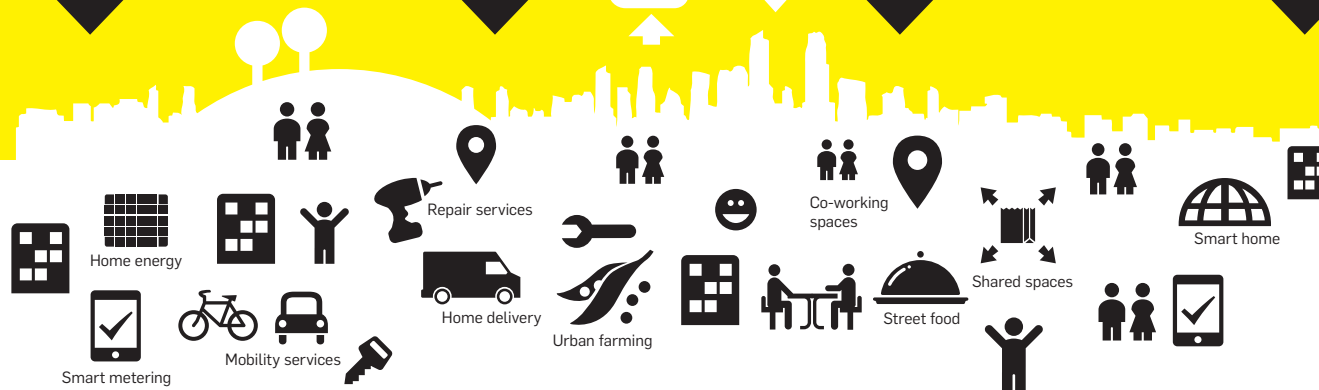 Repair services
Co-working
spaces
Smart home
Home energy
Shared spaces
Home delivery
Street food
Urban farming
Mobility services
Smart metering